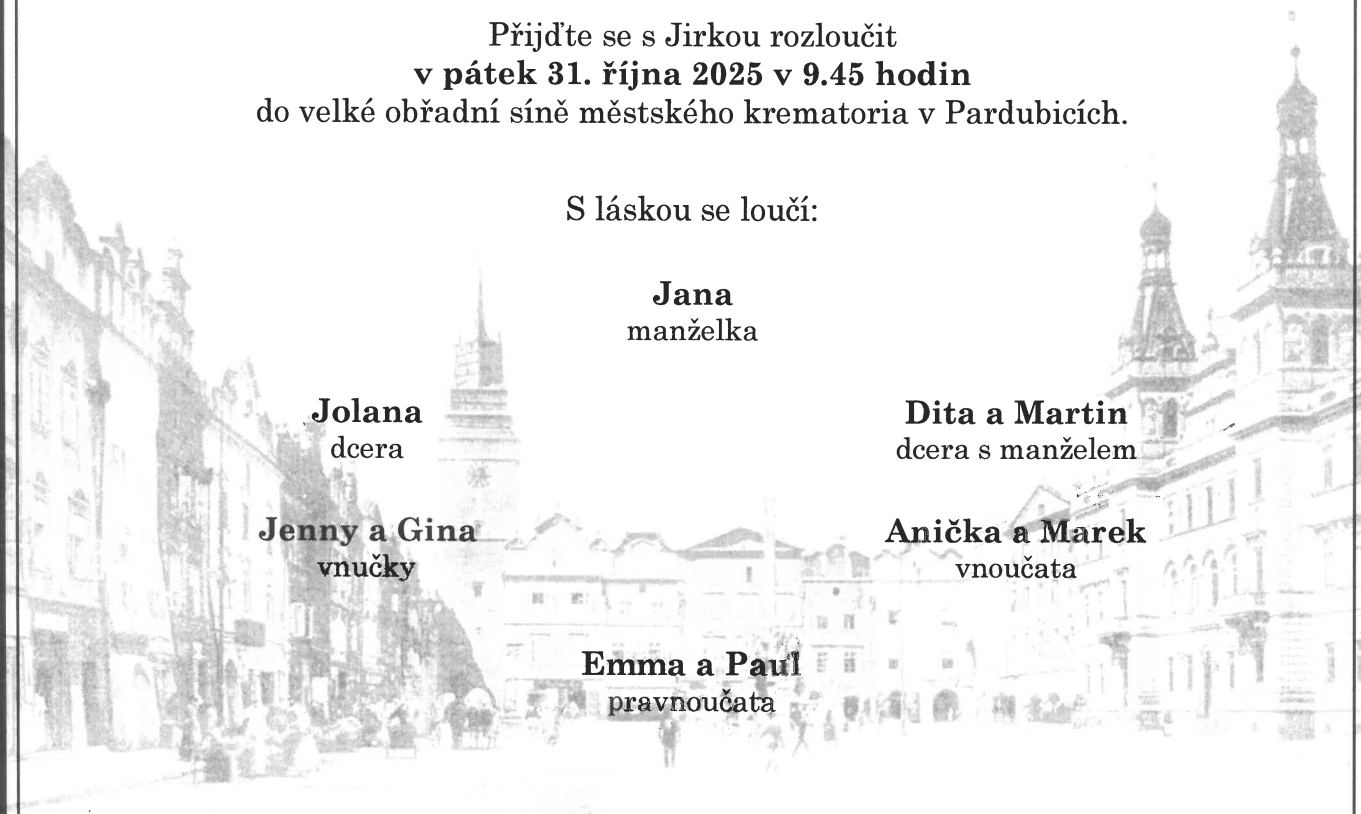 Přijďte se s Jirkou rozloučit
v pátek 31. října 2025 v 9.45 hodin
do velké obřadní síně městského krematoria v Pardubicích.
S láskou se loučí:
Jana
manželka
Jolana
dcera
Dita a Martin
dcera s manželem
Jenny a Gina
vnučky
Anička a Marek
vnoučata
Emma a Paul
pravnoučata